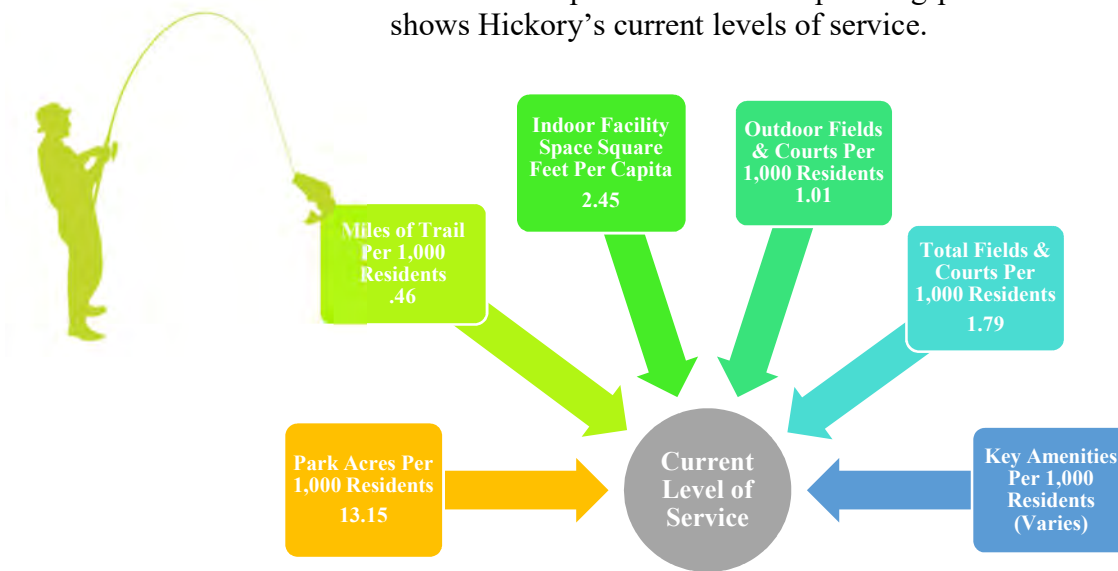 shows Hickory’s current levels of service.
Indoor Facility
Space Square
Feet Per Capita
2.45
Outdoor Fields
& Courts Per
1,000 Residents
1.01
Miles of Trail
Per 1,000
Residents
.46
Total Fields &
Courts Per
1,000 Residents
1.79
Park Acres Per
1,000 Residents
13.15
Current
Level of
Service
Key Amenities
Per 1,000
Residents
(Varies)